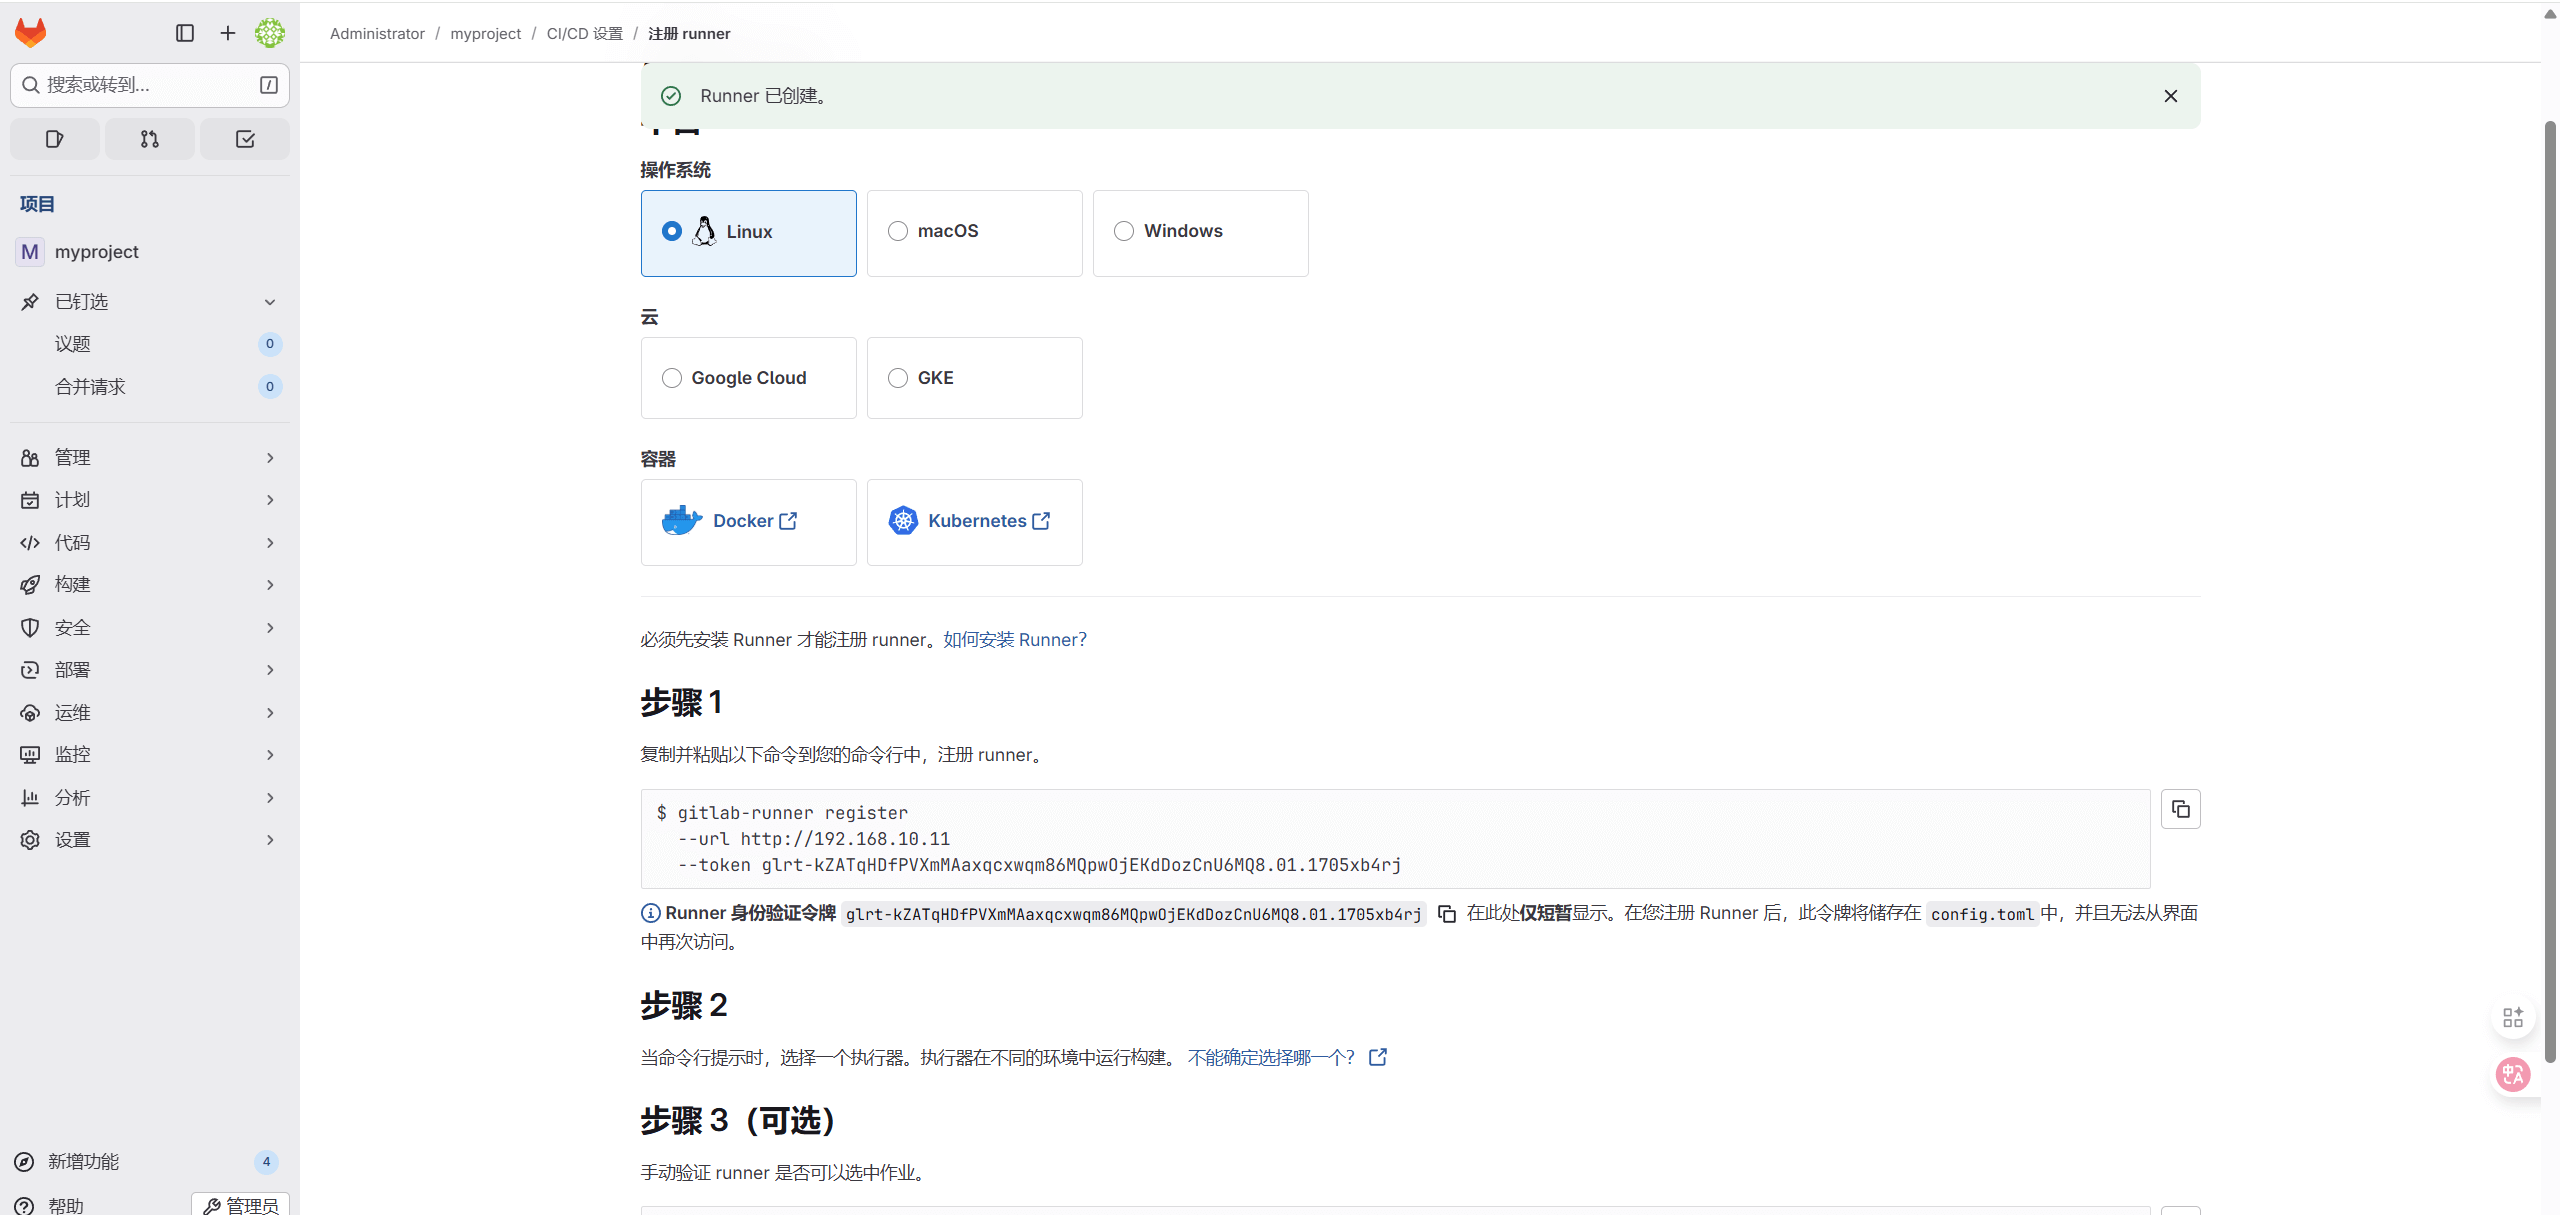 Administrator / myproject / CI/CD 设置 / 注册 runner
搜索或转到...
/
Runner 已创建。
项目
M myproject
已钉选
议题 0
合并请求 0
管理
计划
代码
构建
安全
部署
运维
监控
分析
设置
新增功能 4
帮助
管理员
操作系统
Linux
macOS
Windows
云
Google Cloud
GKE
容器
Docker
Kubernetes
必须先安装 Runner 才能注册 runner。如何安装 Runner?
步骤 1
复制并粘贴以下命令到您的命令行中，注册 runner。
$ gitlab-runner register
--url http://192.168.10.11
--token glrt-kZATqHDfPVXmMAaxqcxwqm86MQpwOjEKdDozCnU6MQ8.01.1705xb4rj
Runner 身份验证令牌 glrt-kZATqHDfPVXmMAaxqcxwqm86MQpwOjEKdDozCnU6MQ8.01.1705xb4rj 在此处仅短暂显示。在您注册 Runner 后，此令牌将储存在 config.toml 中，并且无法从界面
中再次访问。
步骤 2
当命令行提示时，选择一个执行器。执行器在不同的环境中运行构建。 不能确定选择哪一个？
步骤 3（可选）
手动验证 runner 是否可以选中作业。